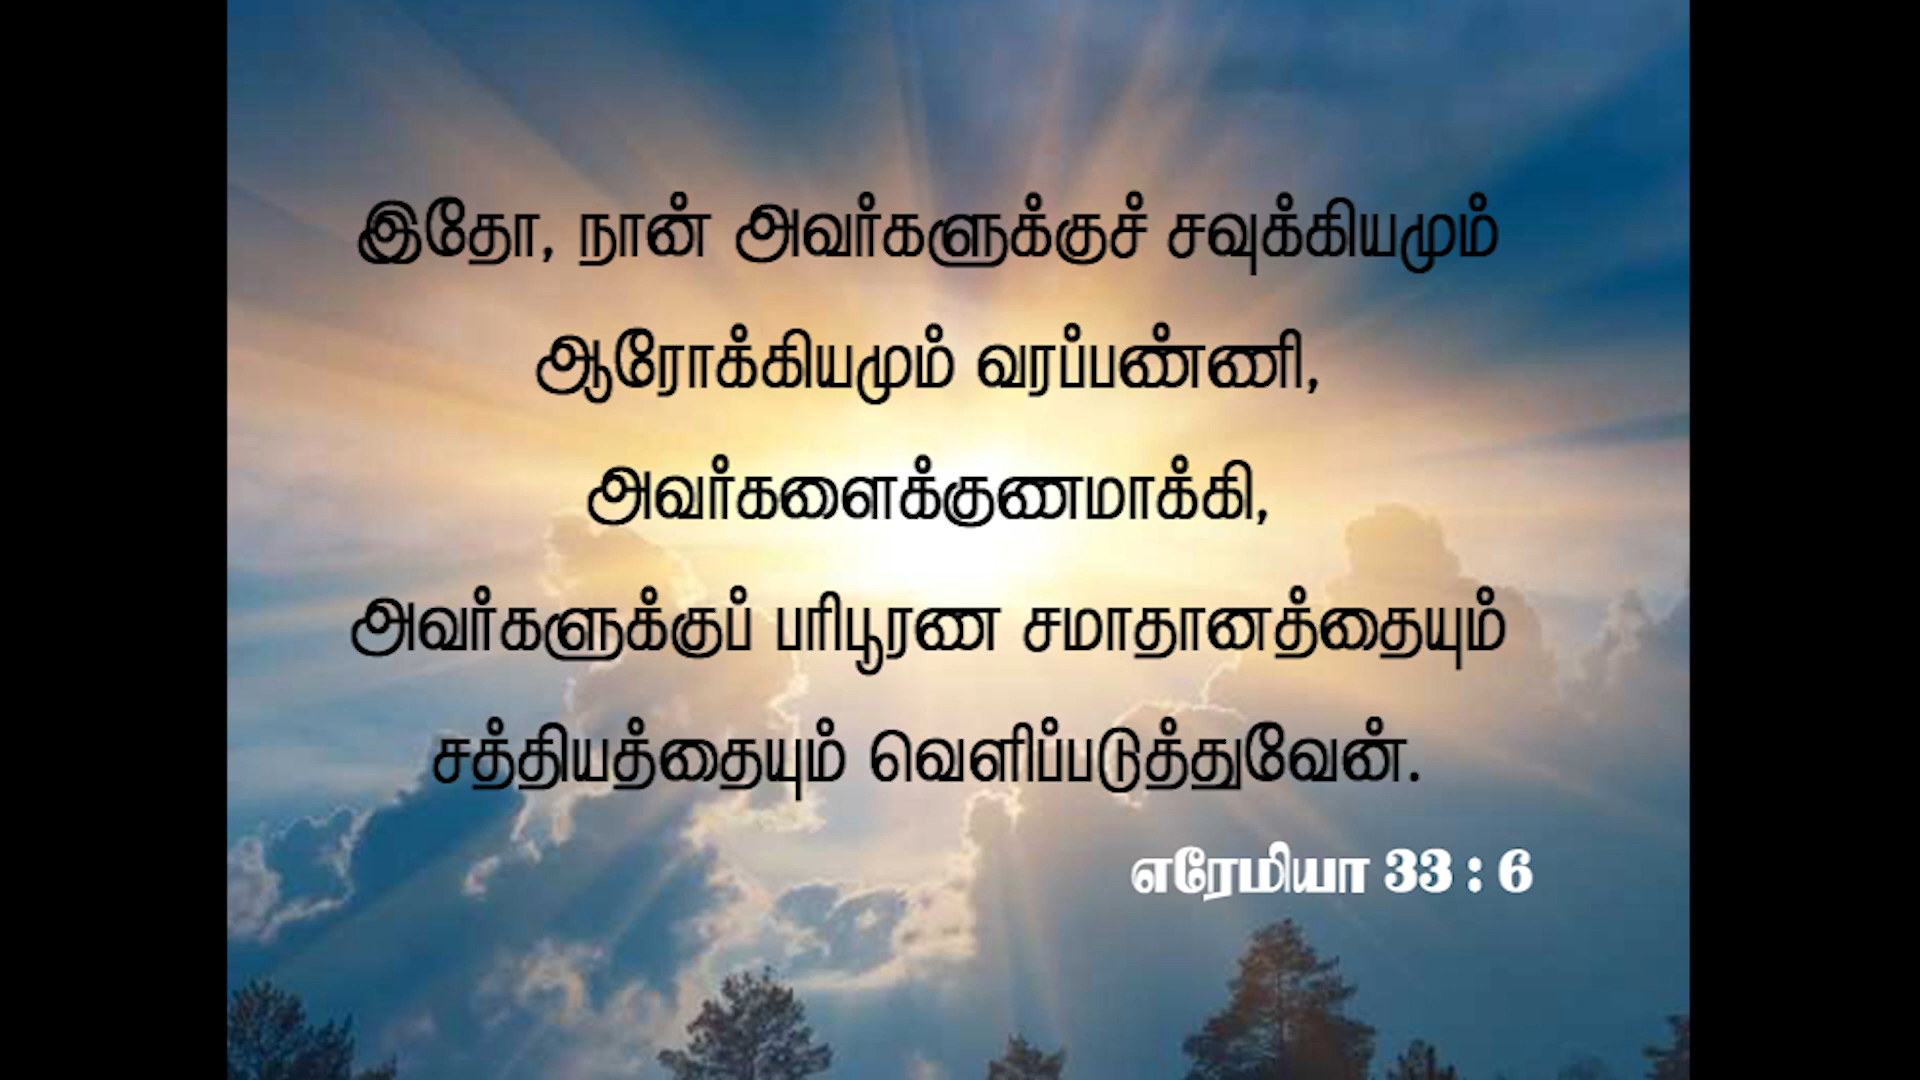 இதோ, நான் அவர்களுக்குச் சவுக்கியமும்
ஆரோக்கியமும் வரப்பண்ணி,
அவர்களைக்குணமாக்கி,
அவர்களுக்குப் பரிபூரண சமாதானத்தையும்
சத்தியத்தையும் வெளிப்படுத்துவேன்.
எரேமியா 33 : 6